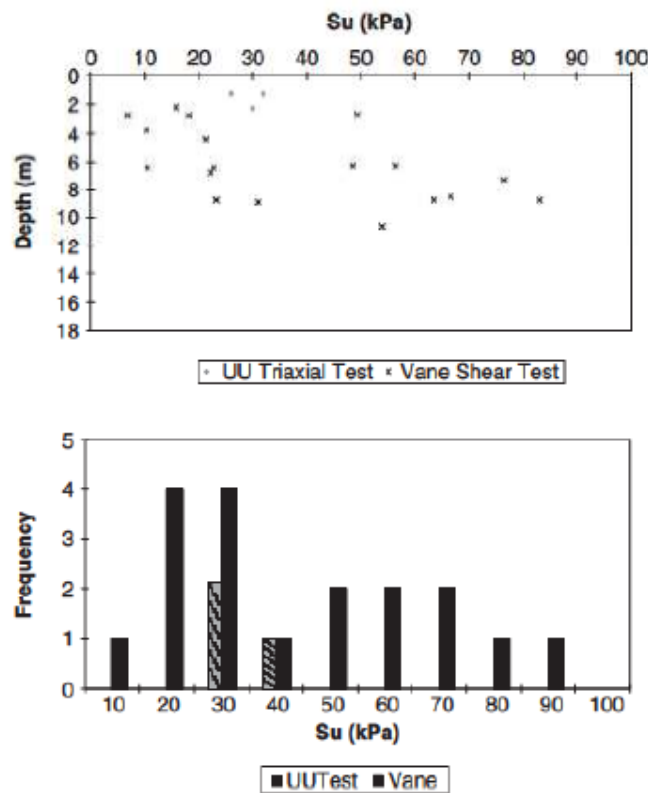 Su (kPa)
0 10 20 30 40 50 60 70 80 90 100
0
2
4
6
8
10
12
14
16
18
Depth (m)
UU Triaxial Test × Vane Shear Test
5
4
3
2
1
0
Frequency
10 20 30 40 50 60 70 80 90 100
Su (kPa)
UUTest Vane